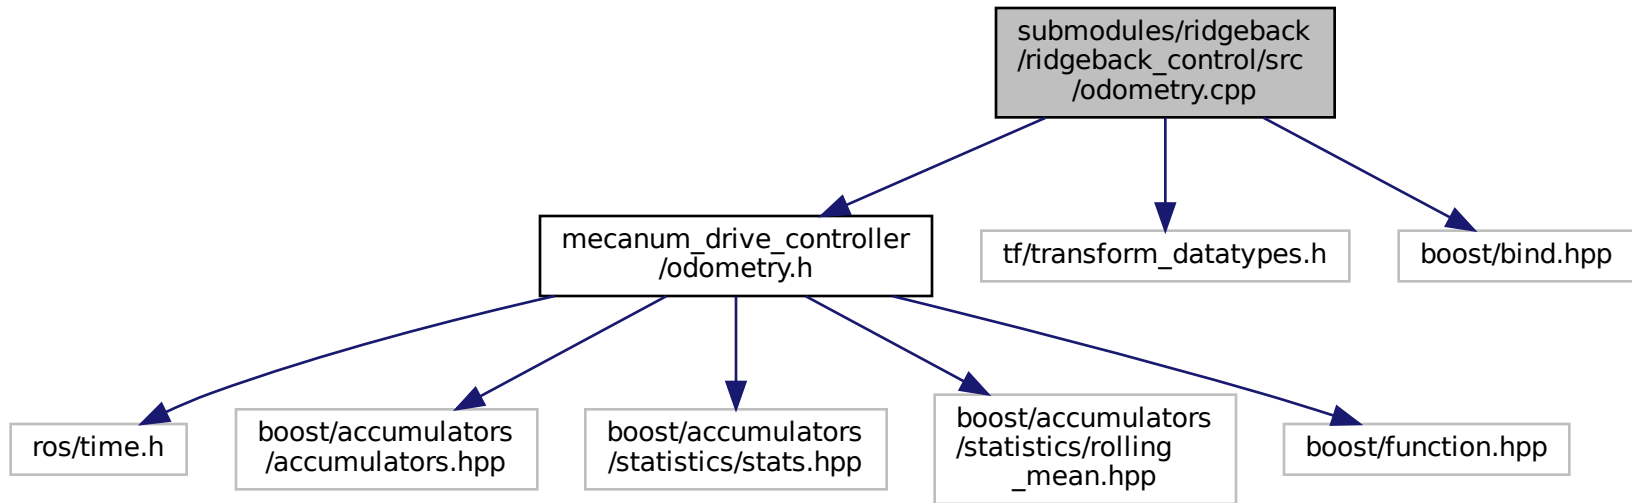 submodules/ridgeback
/ridgeback_control/src
/odometry.cpp
mecanum_drive_controller
/odometry.h
tf/transform_datatypes.h
boost/bind.hpp
ros/time.h
boost/accumulators
/accumulators.hpp
boost/accumulators
/statistics/stats.hpp
boost/accumulators
/statistics/rolling
_mean.hpp
boost/function.hpp